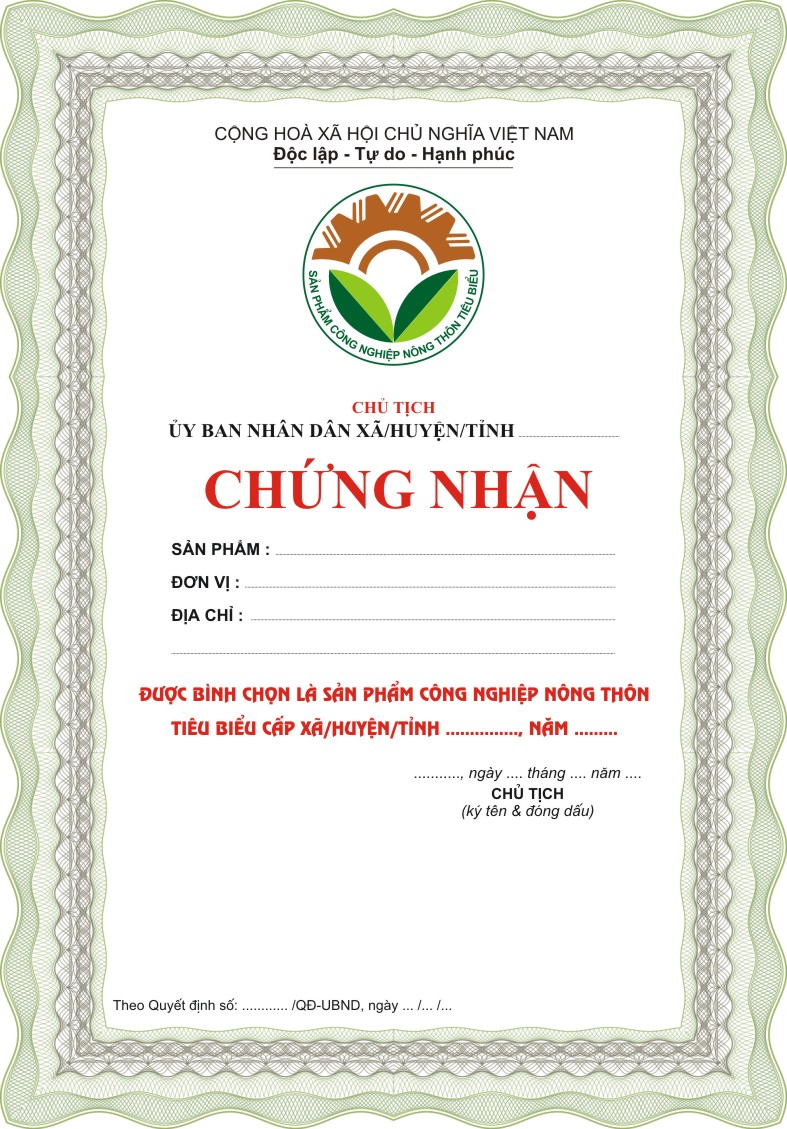 CỘNG HOÀ XÃ HỘI CHỦ NGHĨA VIỆT NAM
Độc lập - Tự do - Hạnh phúc
SẢN PHẨM CÔNG NGHIỆP NÔNG THÔN TIÊU BIỂU
CHỦ TỊCH
ỦY BAN NHÂN DÂN XÃ/HUYỆN/TỈNH ....................
CHỨNG NHẬN
SẢN PHẨM :
ĐƠN VỊ :
ĐỊA CHỈ :
ĐƯỢC BÌNH CHỌN LÀ SẢN PHẨM CÔNG NGHIỆP NÔNG THÔN
TIÊU BIỂU CẤP XÃ/HUYỆN/TỈNH ..............., NĂM .........
..........., ngày .... tháng .... năm ....
CHỦ TỊCH
(ký tên & đóng dấu)
Theo Quyết định số: ............ /QĐ-UBND, ngày ... /... /...